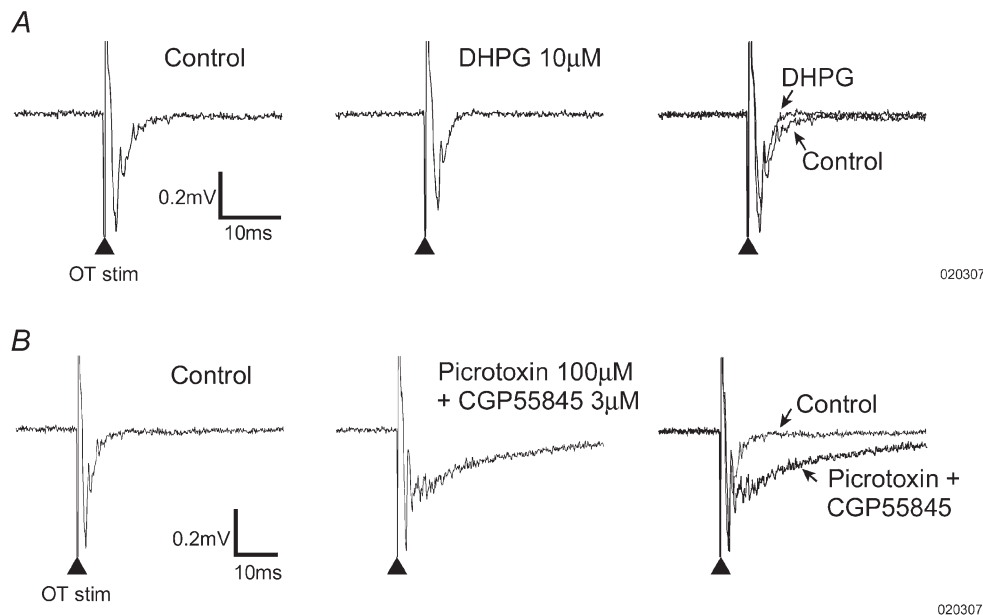 A
Control
DHPG 10µM
DHPG
Control
0.2mV
10ms
OT stim
020307
B
Control
Picrotoxin 100µM
+ CGP55845 3µM
Control
Picrotoxin +
CGP55845
0.2mV
10ms
OT stim
020307